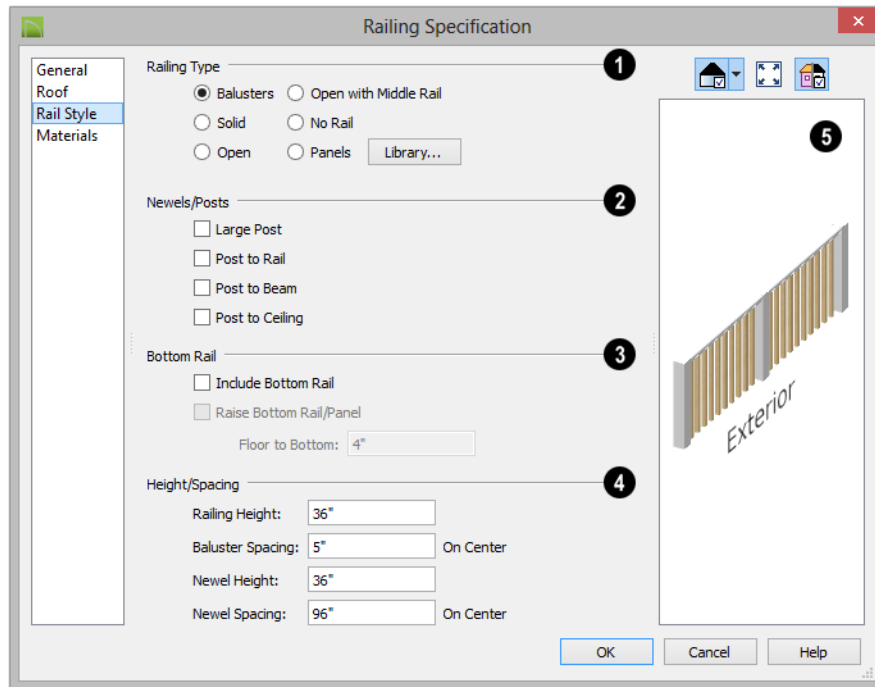 Railing Specification
General
Roof
Rail Style
Materials
Railing Type
1
Balusters
Open with Middle Rail
Solid
No Rail
Open
Panels
Library...
Newels/Posts
2
Large Post
Post to Rail
Post to Beam
Post to Ceiling
Bottom Rail
3
Include Bottom Rail
Raise Bottom Rail/Panel
Floor to Bottom: 4"
Height/Spacing
4
Railing Height: 36"
Baluster Spacing: 5" On Center
Newel Height: 36"
Newel Spacing: 96" On Center
5
Exterior
OK
Cancel
Help